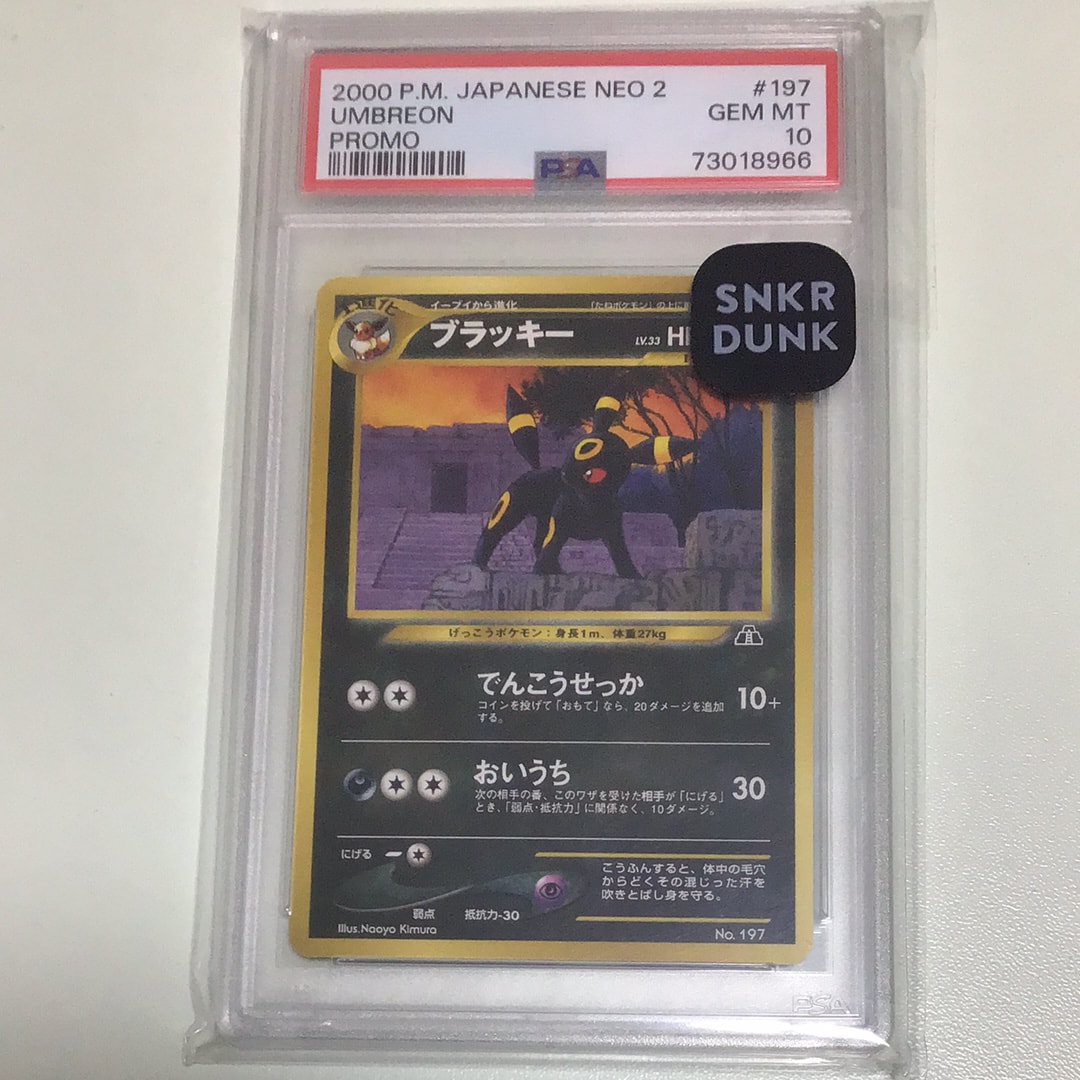 2000 P.M. JAPANESE NEO 2 #197
UMBREON GEM MT
PROMO 10
73018966
PSA
SNKR
DUNK
イーブイから進化
ブラッキー LV.33
げっこうポケモン:身長1m、体重27kg
でんこうせっか 10+
コインを投げて「おもて」なら、20ダメージを追加
する。
おいうち 30
次の相手の番、このワザを受けた相手が「にげる」
とき、「弱点・抵抗力」に関係なく、10ダメージ。
にげる
こうふんすると、体中の毛穴
からどくその混じった汗を
吹きとばし身を守る。
弱点 抵抗力-30
Illus.Naoyo Kimura
No. 197
PSA